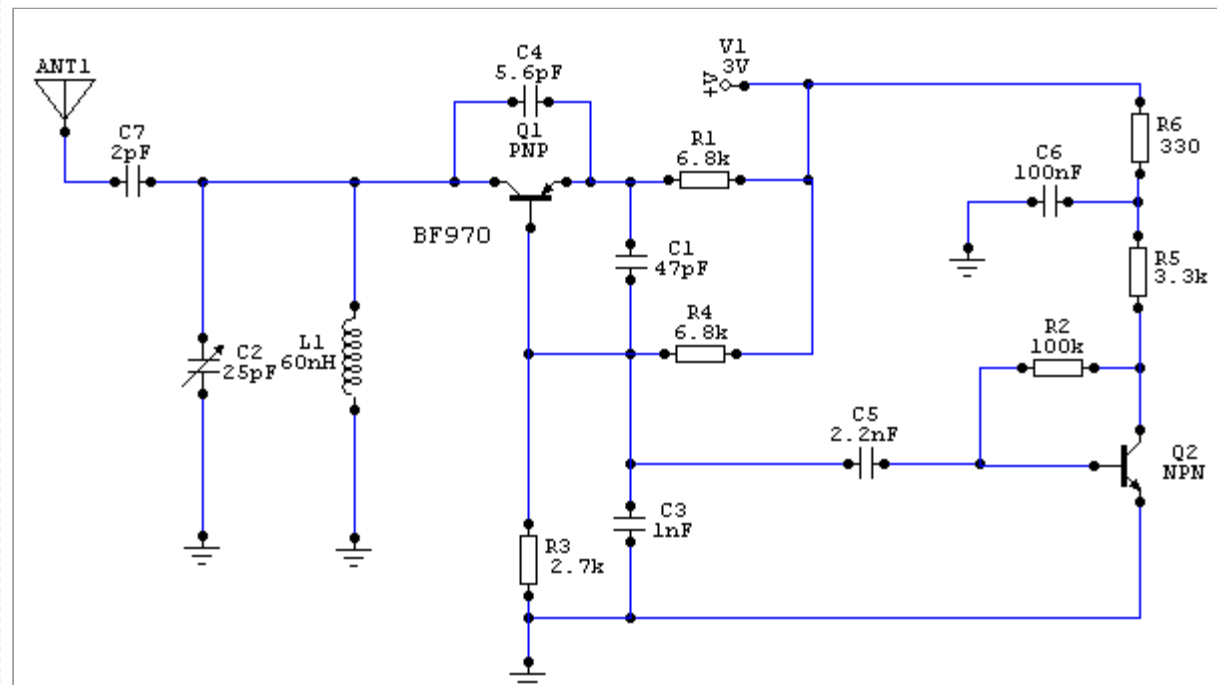 ANT1
C7
2pF
C4
5.6pF
Q1
PNP
BF970
V1
3V
+V
R1
6.8k
C1
47pF
R4
6.8k
R6
330
C6
100nF
R5
3.3k
R2
100k
C2
25pF
L1
60nH
C5
2.2nF
Q2
NPN
C3
1nF
R3
2.7k